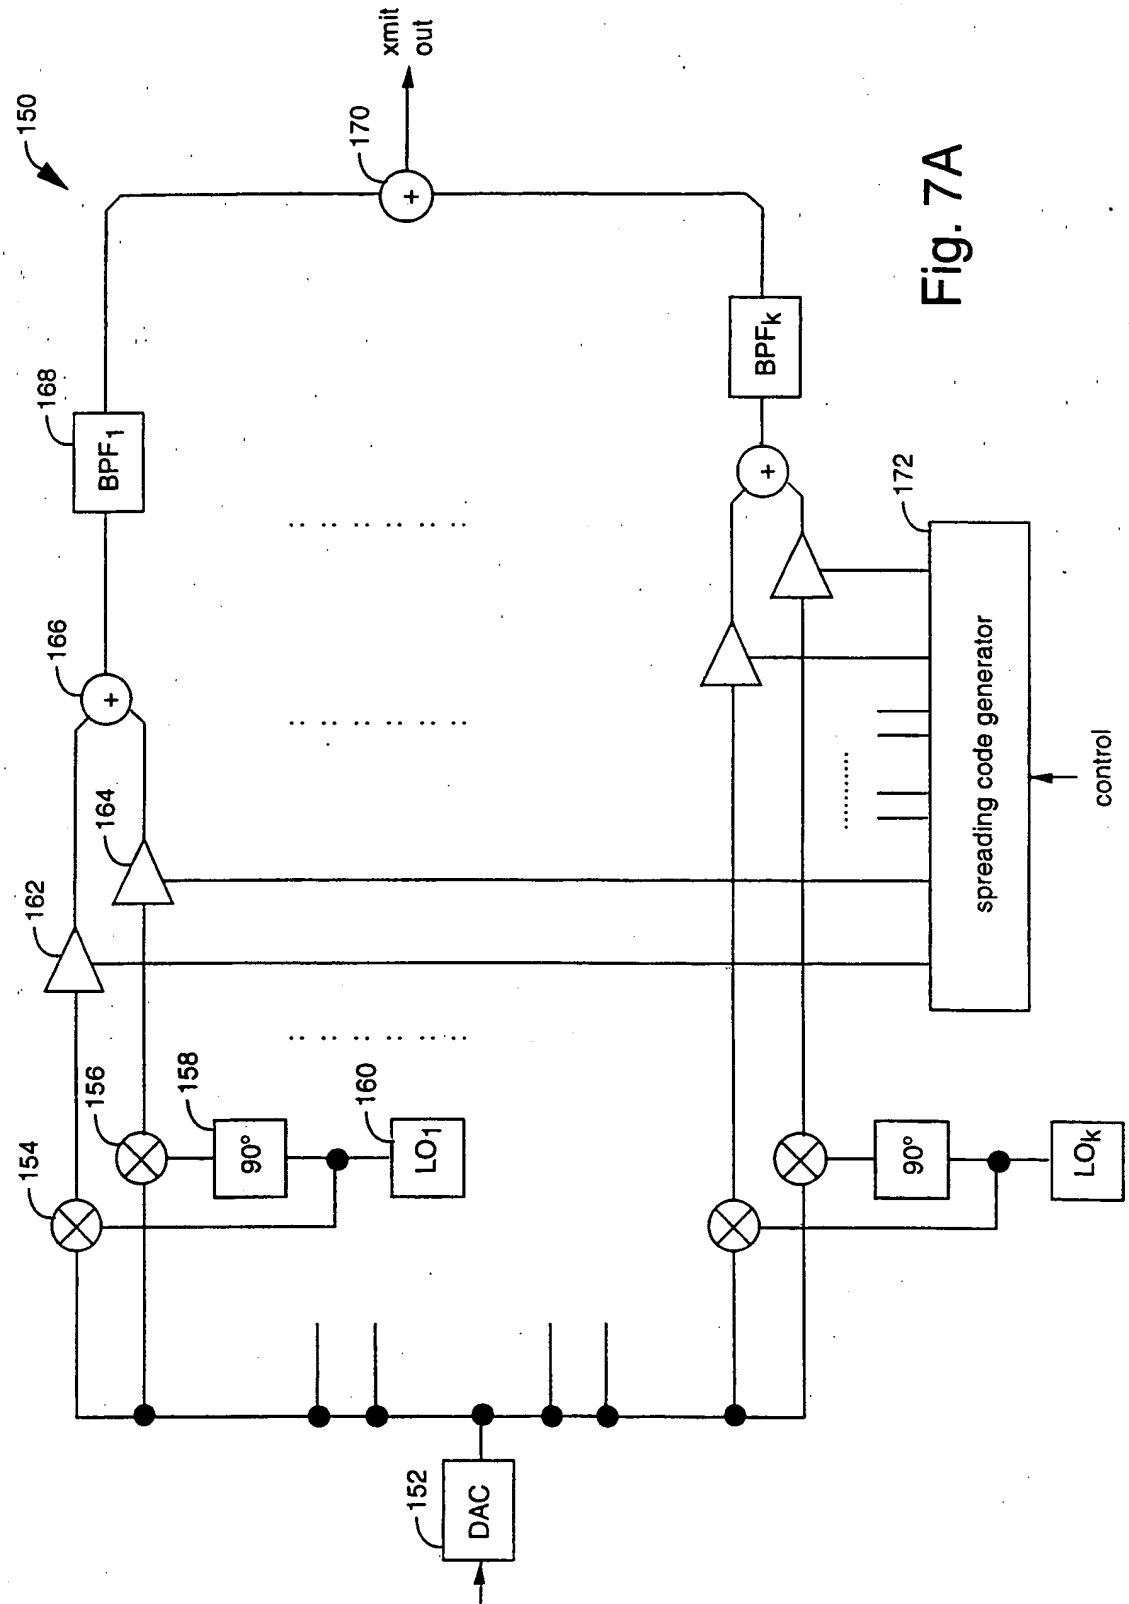 150
xmit
out
170
168
BPF1
166
162
164
154
156
158
90°
160
LO1
152
DAC
BPFk
172
spreading code generator
control
90°
LOk
Fig. 7A